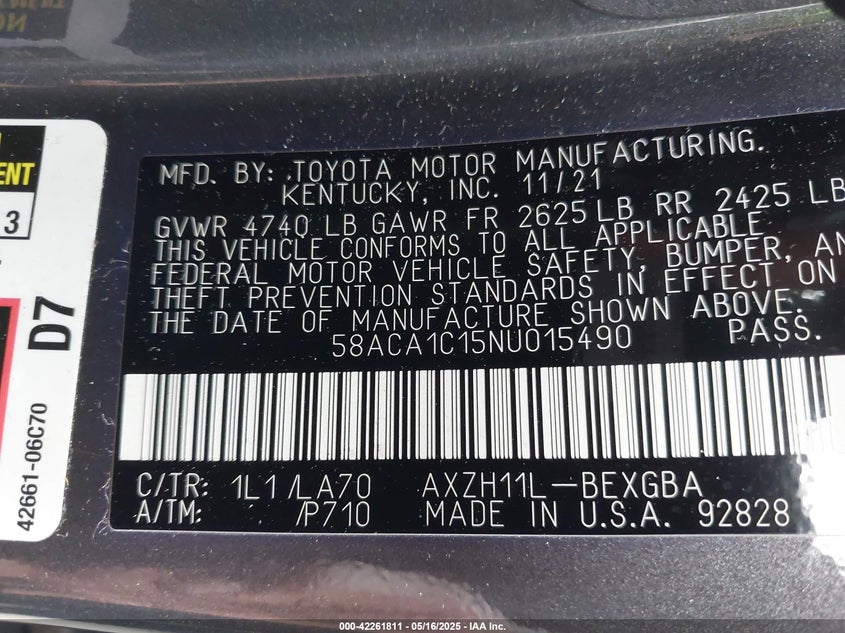 ENT
3
D7
42661-06C70
MFD. BY: TOYOTA MOTOR MANUFACTURING.
KENTUCKY, INC. 11/21
GVWR 4740 LB GAWR FR 2625 LB RR 2425 LB
THIS VEHICLE CONFORMS TO ALL APPLICABLE
FEDERAL MOTOR VEHICLE SAFETY, BUMPER, AN
THEFT PREVENTION STANDARDS IN EFFECT ON
THE DATE OF MANUFACTURE SHOWN ABOVE.
58ACA1C15NU015490 PASS.
C/TR: 1L1 /LA70 AXZH11L-BEXGBA
A/TM: /P710 MADE IN U.S.A. 92828
000-42261811 - 05/16/2025 - IAA Inc.